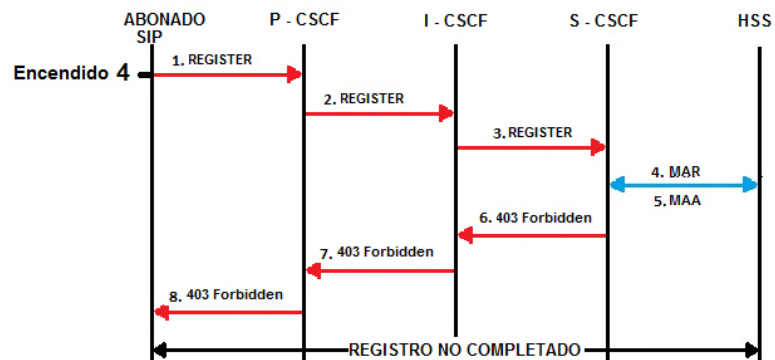 ABONADO
SIP
P - CSCF
I - CSCF
S - CSCF
HSS
Encendido 4
1. REGISTER
2. REGISTER
3. REGISTER
4. MAR
5. MAA
6. 403 Forbidden
7. 403 Forbidden
8. 403 Forbidden
REGISTRO NO COMPLETADO